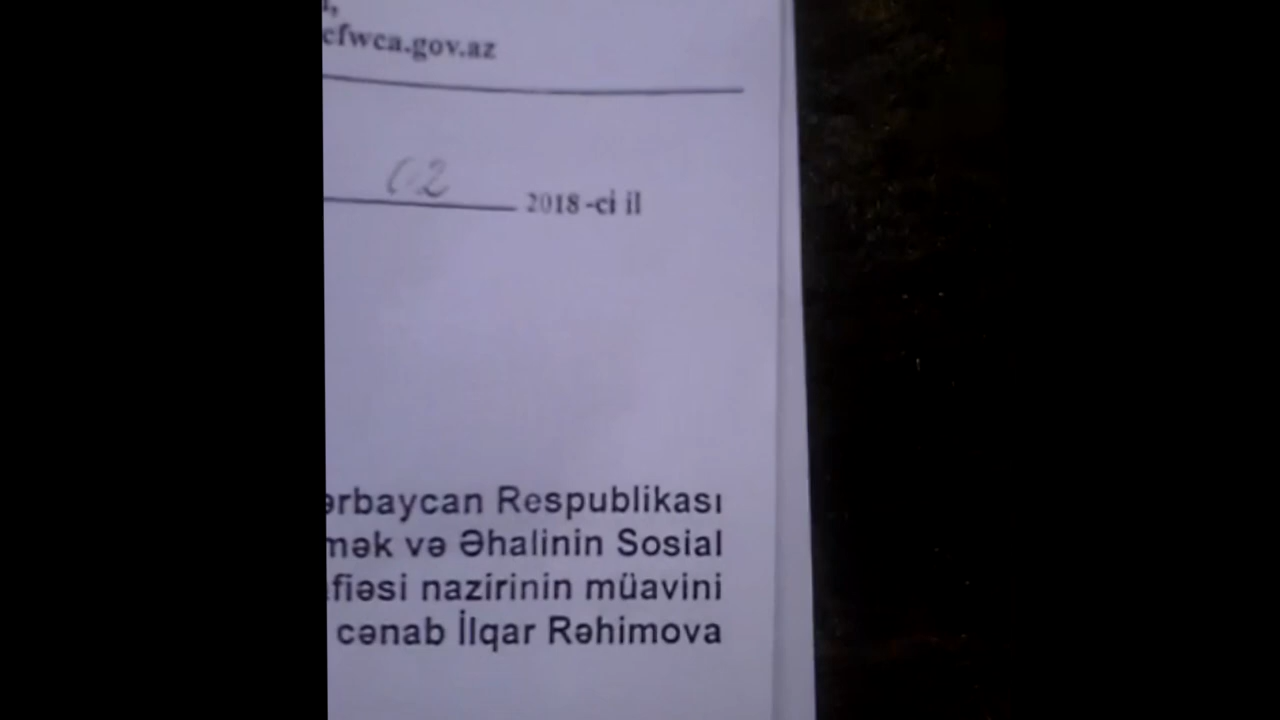 cfwca.gov.az
02 2018 -ci il
ərbaycan Respublikası
mək və Əhalinin Sosial
fiəsi nazirinin müavini
cənab İlqar Rəhimova